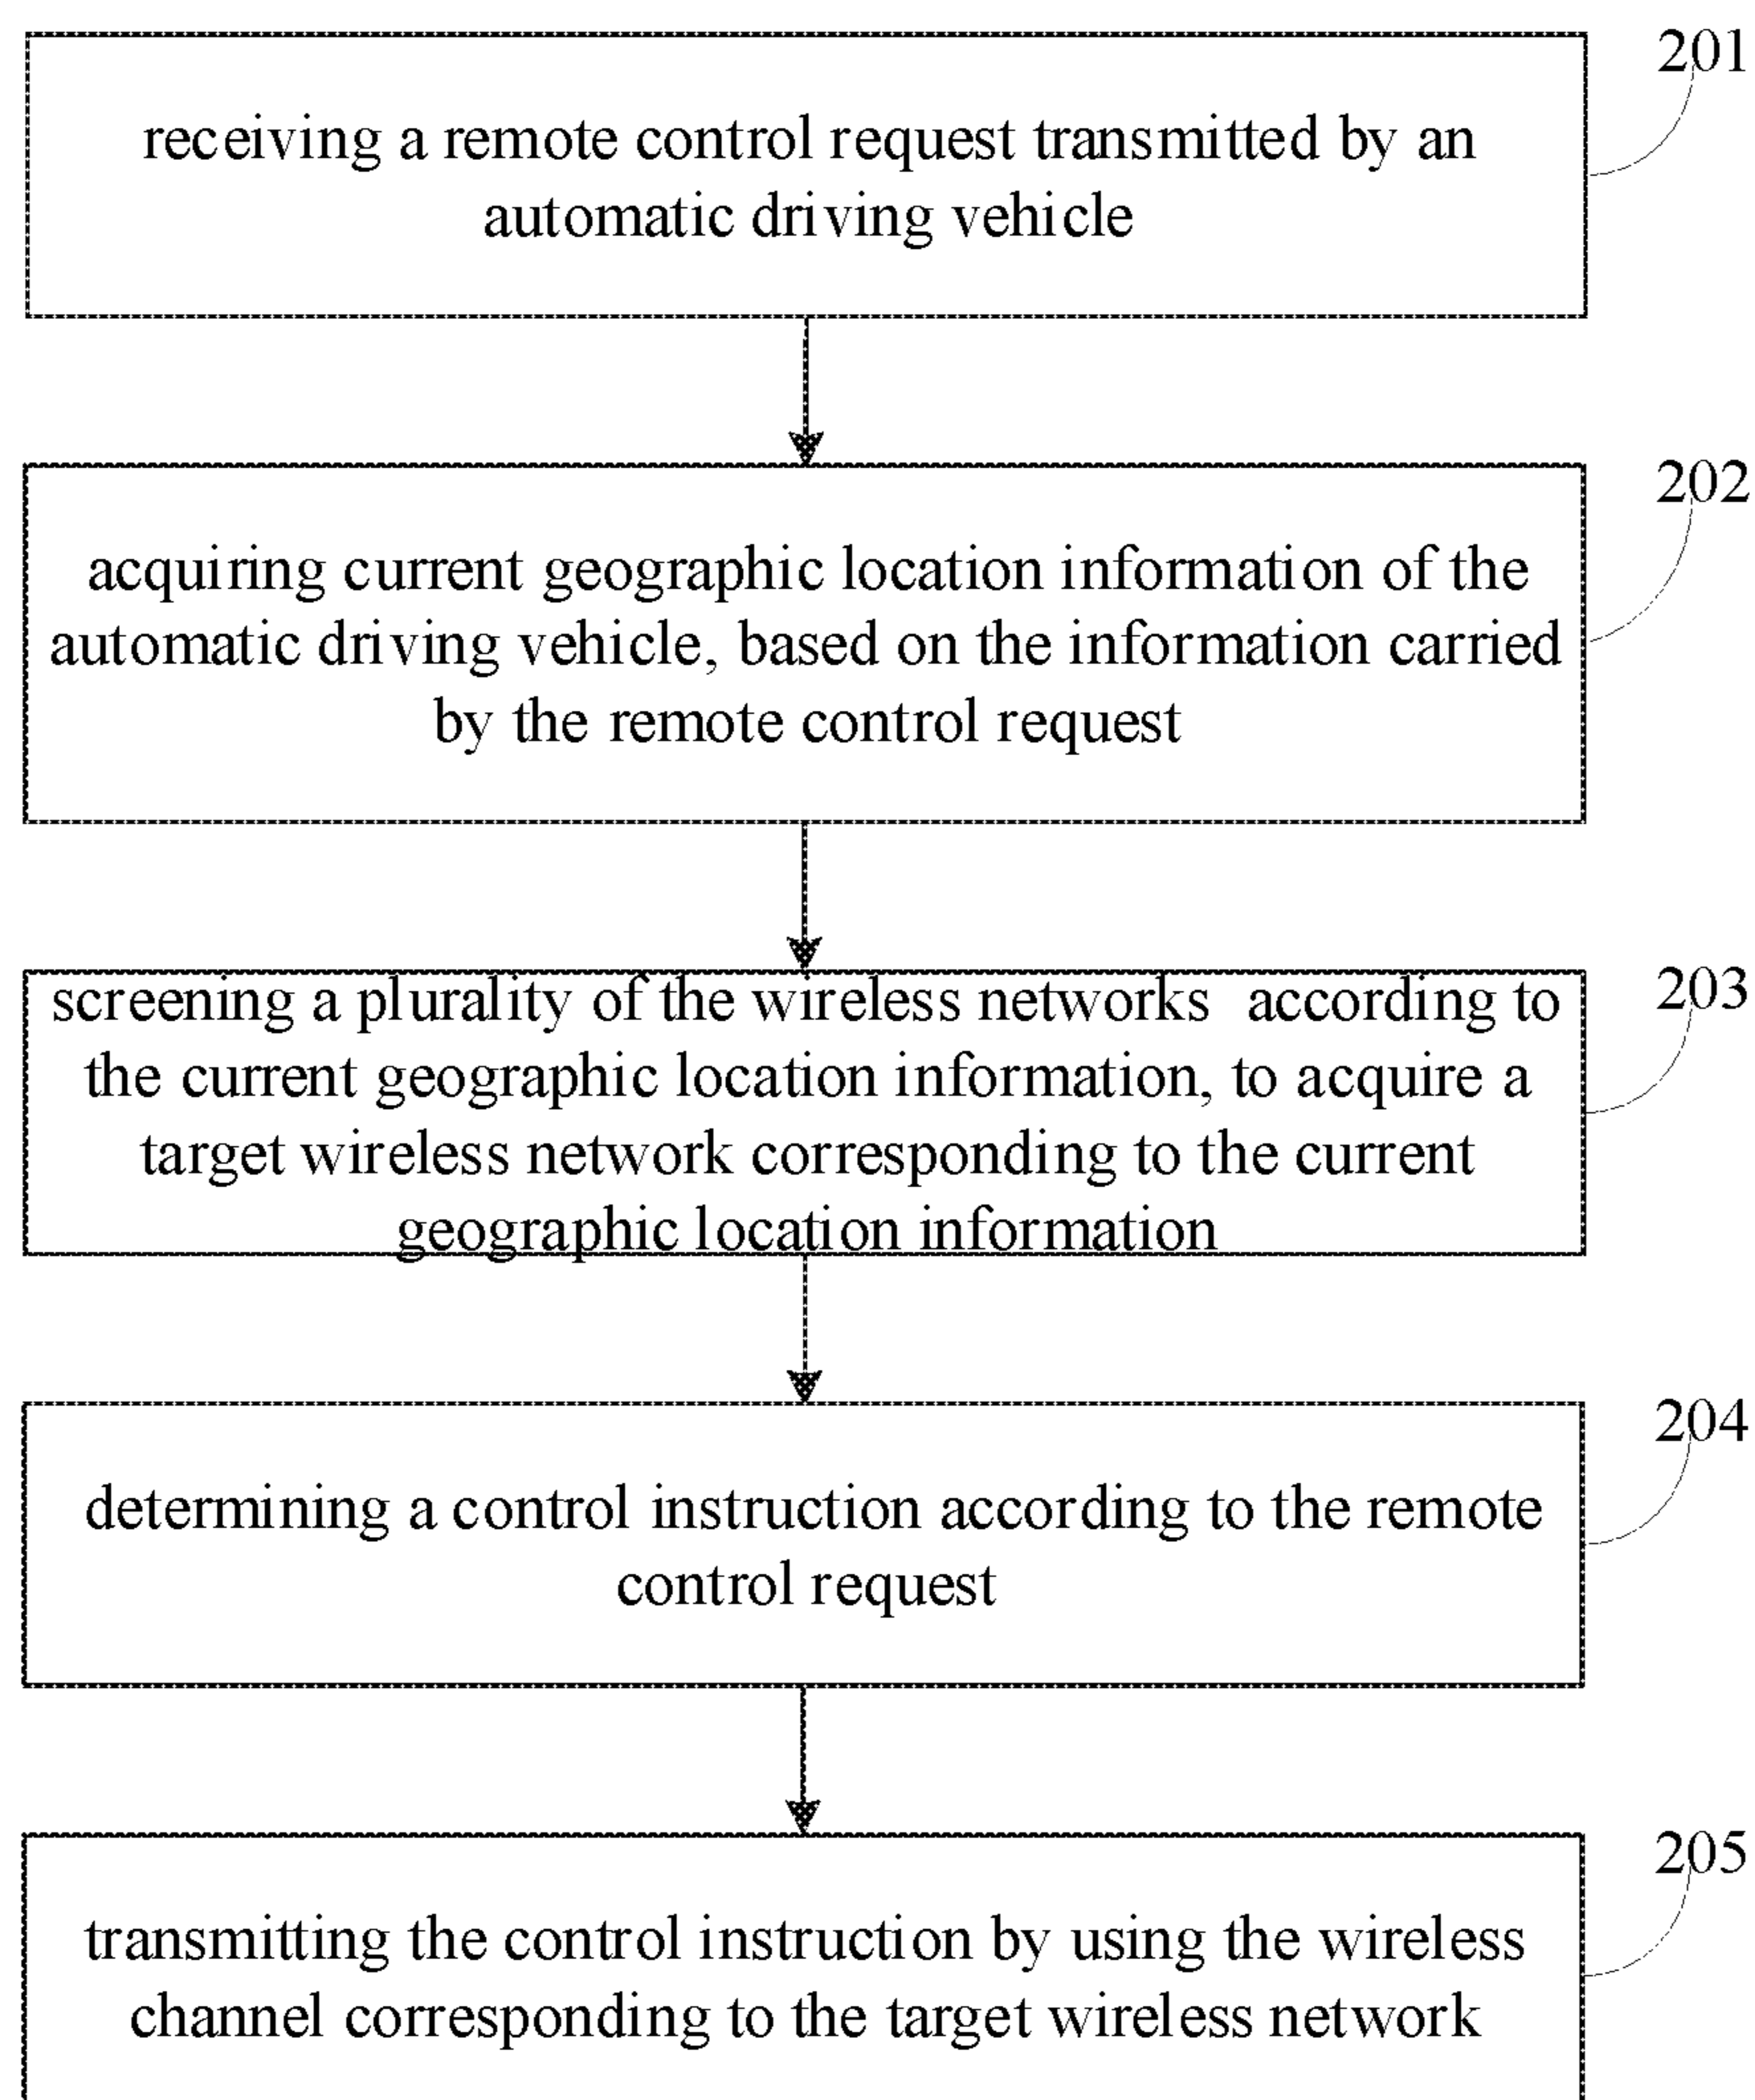 201
receiving a remote control request transmitted by an
automatic driving vehicle
202
acquiring current geographic location information of the
automatic driving vehicle, based on the information carried
by the remote control request
203
screening a plurality of the wireless networks according to
the current geographic location information, to acquire a
target wireless network corresponding to the current
geographic location information
204
determining a control instruction according to the remote
control request
205
transmitting the control instruction by using the wireless
channel corresponding to the target wireless network